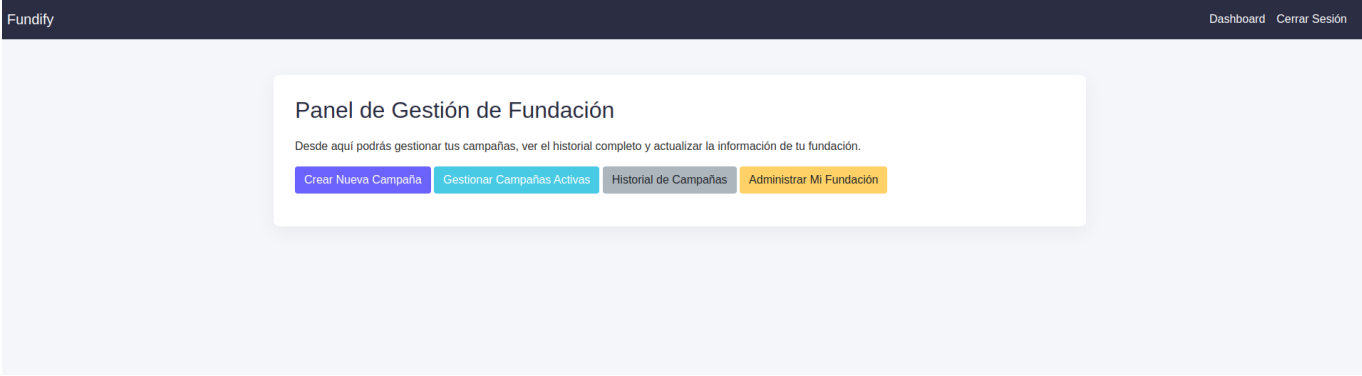 Fundify
Dashboard Cerrar Sesión
Panel de Gestión de Fundación
Desde aquí podrás gestionar tus campañas, ver el historial completo y actualizar la información de tu fundación.
Crear Nueva Campaña Gestionar Campañas Activas Historial de Campañas Administrar Mi Fundación